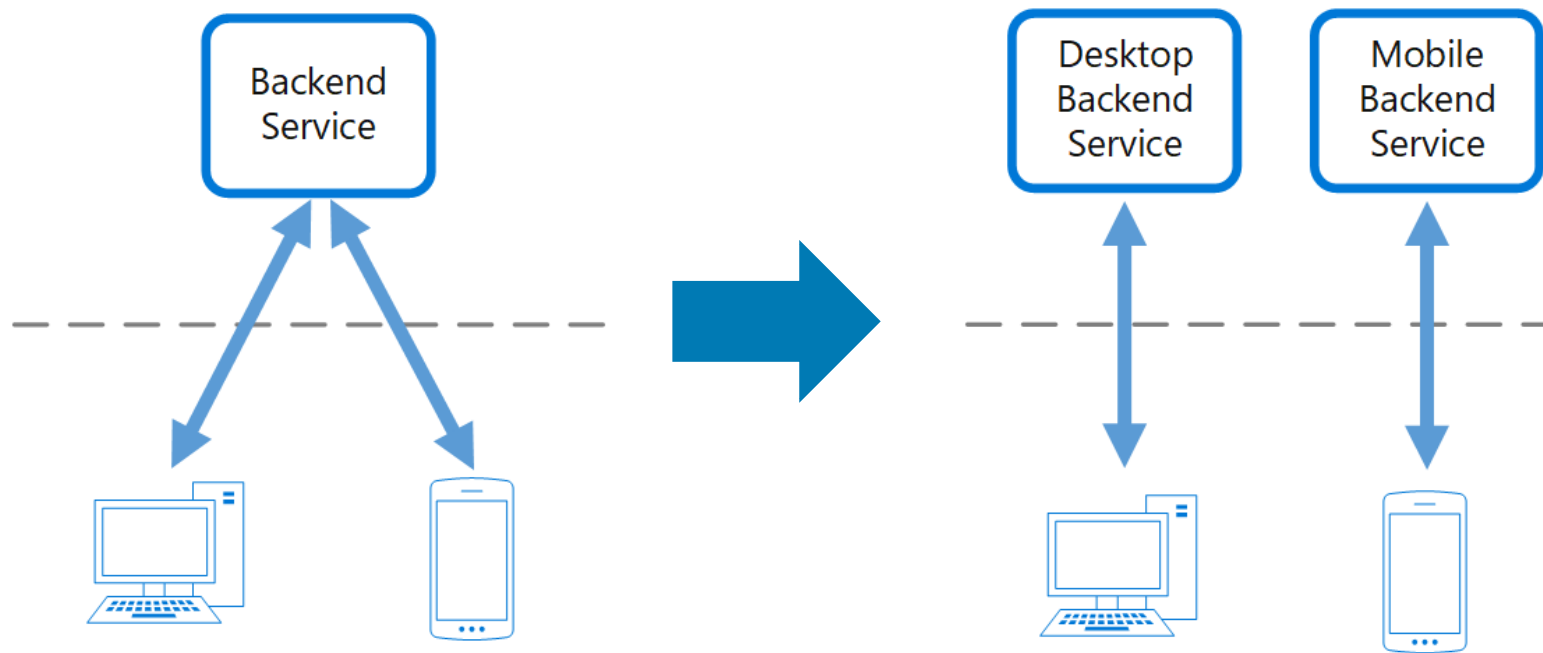 Backend
Service
Desktop
Backend
Service
Mobile
Backend
Service